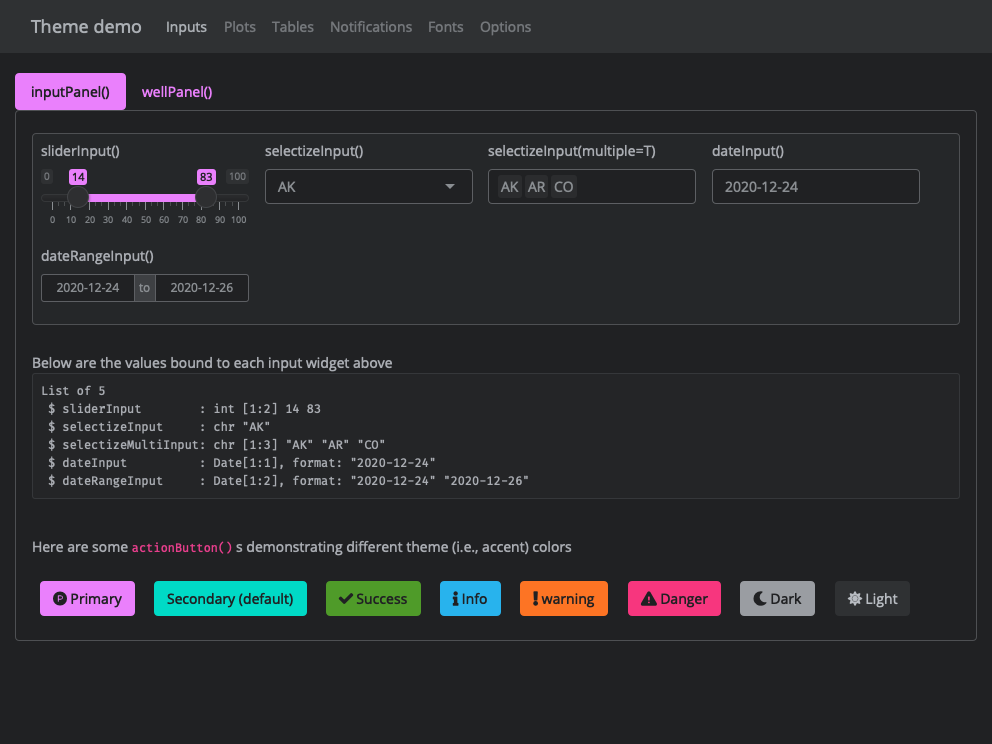 Theme demo Inputs Plots Tables Notifications Fonts Options
inputPanel() wellPanel()
sliderInput() selectizeInput() selectizeInput(multiple=T) dateInput()
0 14 83 100
AK AK AR CO 2020-12-24
0 10 20 30 40 50 60 70 80 90 100
dateRangeInput()
2020-12-24 to 2020-12-26
Below are the values bound to each input widget above
List of 5
 $ sliderInput        : int [1:2] 14 83
 $ selectizeInput     : chr "AK"
 $ selectizeMultiInput: chr [1:3] "AK" "AR" "CO"
 $ dateInput          : Date[1:1], format: "2020-12-24"
 $ dateRangeInput     : Date[1:2], format: "2020-12-24" "2020-12-26"
Here are some actionButton() s demonstrating different theme (i.e., accent) colors
P Primary Secondary (default) Success Info warning Danger Dark Light